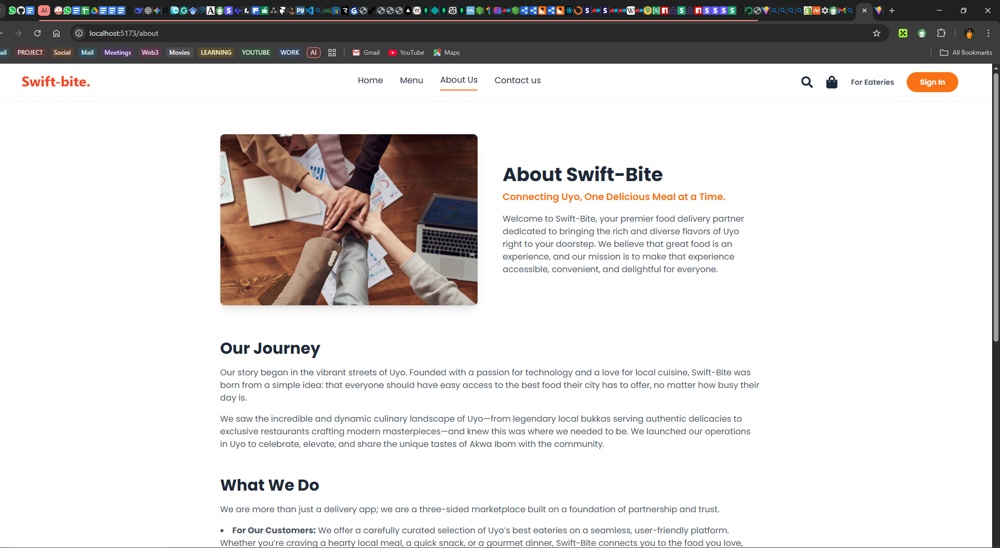 localhost:5173/about
ail PROJECT Social Mail Meetings Web3 Movies LEARNING YOUTUBE WORK AI Gmail YouTube Maps All Bookmarks
Swift-bite. Home Menu About Us Contact us For Eateries Sign In
About Swift-Bite
Connecting Uyo, One Delicious Meal at a Time.
Welcome to Swift-Bite, your premier food delivery partner
dedicated to bringing the rich and diverse flavors of Uyo
right to your doorstep. We believe that great food is an
experience, and our mission is to make that experience
accessible, convenient, and delightful for everyone.
Our Journey
Our story began in the vibrant streets of Uyo. Founded with a passion for technology and a love for local cuisine, Swift-Bite was
born from a simple idea: that everyone should have easy access to the best food their city has to offer, no matter how busy their
day is.
We saw the incredible and dynamic culinary landscape of Uyo—from legendary local bukkas serving authentic delicacies to
exclusive restaurants crafting modern masterpieces—and knew this was where we needed to be. We launched our operations
in Uyo to celebrate, elevate, and share the unique tastes of Akwa Ibom with the community.
What We Do
We are more than just a delivery app; we are a three-sided marketplace built on a foundation of partnership and trust.
• For Our Customers: We offer a carefully curated selection of Uyo’s best eateries on a seamless, user-friendly platform.
Whether you’re craving a hearty local meal, a quick snack, or a gourmet dinner, Swift-Bite connects you to the food you love,